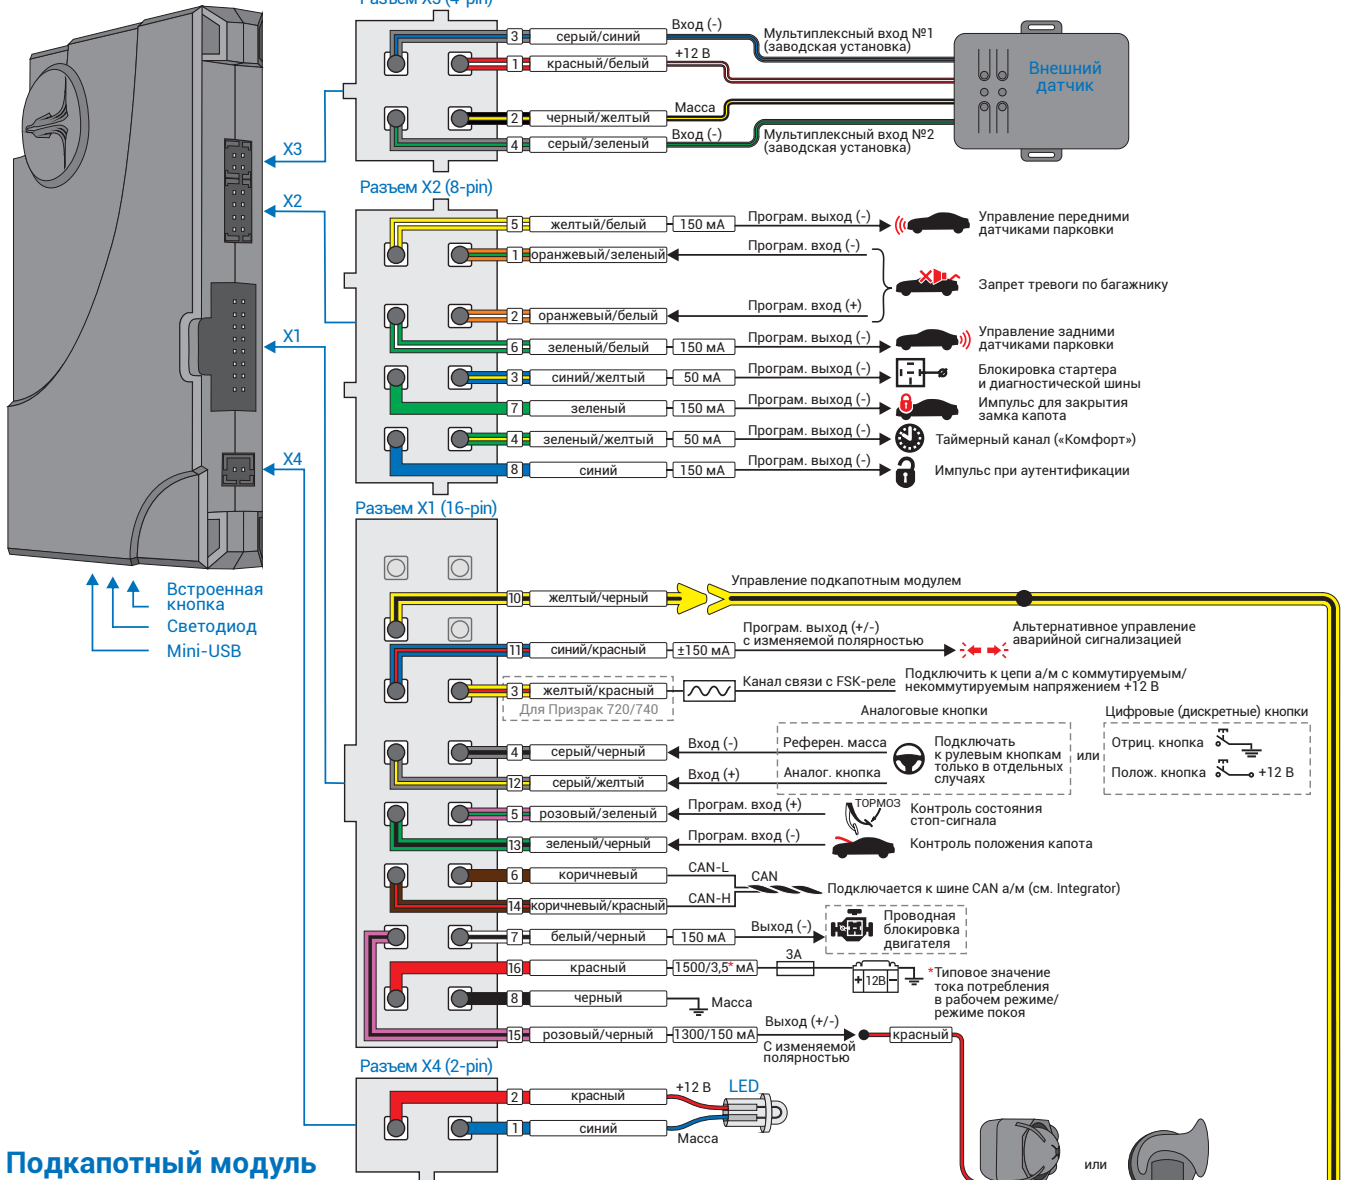 Разъем X3 (4-pin)
3 серый/синий Вход (-) Мультиплексный вход №1
(заводская установка)
1 красный/белый +12 В
2 черный/желтый Масса
4 серый/зеленый Вход (-) Мультиплексный вход №2
(заводская установка)
Внешний
датчик
X3
X2
X1
X4
Встроенная
кнопка
Светодиод
Mini-USB
Разъем X2 (8-pin)
5 желтый/белый 150 мА Програм. выход (-) Управление передними
датчиками парковки
1 оранжевый/зеленый Програм. вход (-)
Запрет тревоги по багажнику
2 оранжевый/белый Програм. вход (+)
6 зеленый/белый 150 мА Програм. выход (-) Управление задними
датчиками парковки
3 синий/желтый 50 мА Програм. выход (-) Блокировка стартера
и диагностической шины
7 зеленый 150 мА Програм. выход (-) Импульс для закрытия
замка капота
4 зеленый/желтый 50 мА Програм. выход (-) Таймерный канал («Комфорт»)
8 синий 150 мА Програм. выход (-) Импульс при аутентификации
Разъем X1 (16-pin)
10 желтый/черный Управление подкапотным модулем
11 синий/красный ±150 мА Програм. выход (+/-)
с изменяемой полярностью
Альтернативное управление
аварийной сигнализацией
3 желтый/красный Канал связи с FSK-реле Подключить к цепи а/м с коммутируемым/
некоммутируемым напряжением +12 В
Для Призрак 720/740
Аналоговые кнопки
Цифровые (дискретные) кнопки
4 серый/черный Вход (-) Референ. масса
12 серый/желтый Вход (+) Аналог. кнопка
Подключать
к рулевым кнопкам
только в отдельных
случаях
или
Отриц. кнопка
Полож. кнопка +12 В
5 розовый/зеленый Програм. вход (+) ТОРМОЗ Контроль состояния
стоп-сигнала
13 зеленый/черный Програм. вход (-) Контроль положения капота
6 коричневый CAN-L
CAN
Подключается к шине CAN а/м (см. Integrator)
14 коричневый/красный CAN-H
7 белый/черный 150 мА Выход (-) Проводная
блокировка
двигателя
16 красный 1500/3,5* мА 3А + 12В -
*Типовое значение
тока потребления
в рабочем режиме/
режиме покоя
8 черный Масса
15 розовый/черный 1300/150 мА Выход (+/-)
С изменяемой
полярностью
красный
Разъем X4 (2-pin)
2 красный +12 В LED
1 синий Масса
или
Подкапотный модуль